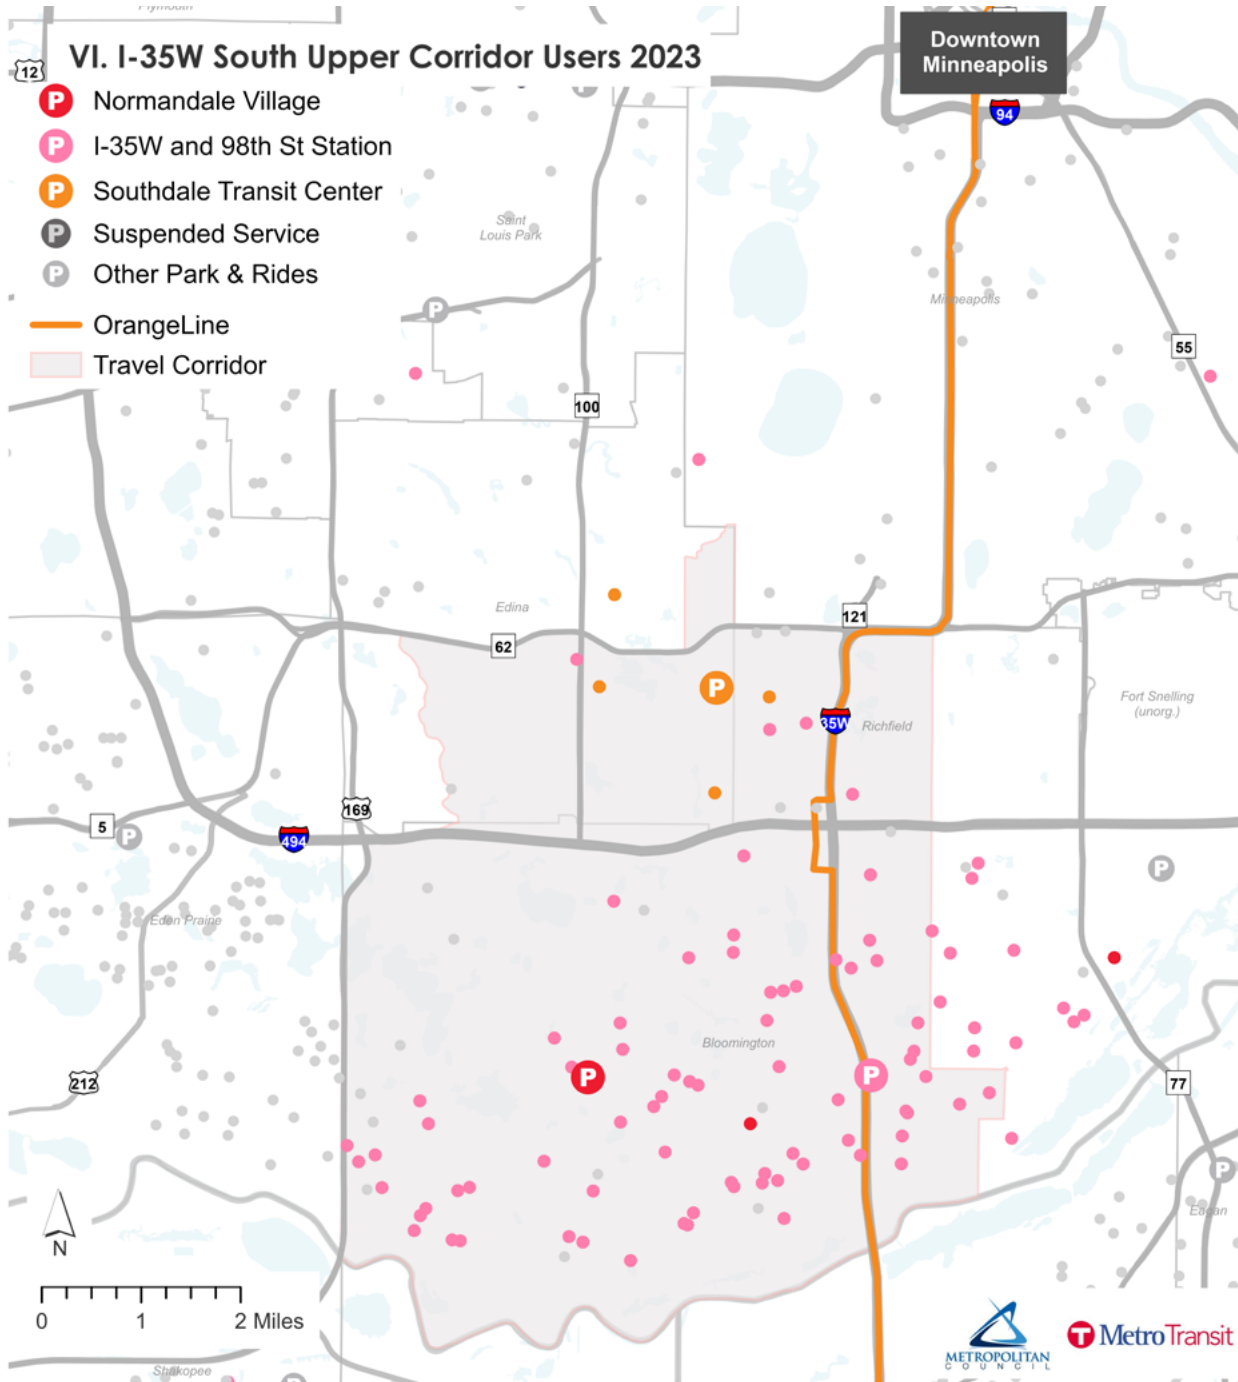 Plymouth
VI. I-35W South Upper Corridor Users 2023
Downtown
Minneapolis
12
P Normandale Village
P I-35W and 98th St Station
P Southdale Transit Center
P Suspended Service
P Other Park & Rides
OrangeLine
Travel Corridor
94
Saint
Louis Park
P
Minneapolis
55
100
Edina
121
62
P
Fort Snelling
(unorg.)
35W
Richfield
169
5
P
494
P
Eden Praine
Bloomington
P
P
212
77
P
Eagan
N
0 1 2 Miles
METROPOLITAN
COUNCIL
T MetroTransit
Shakopee